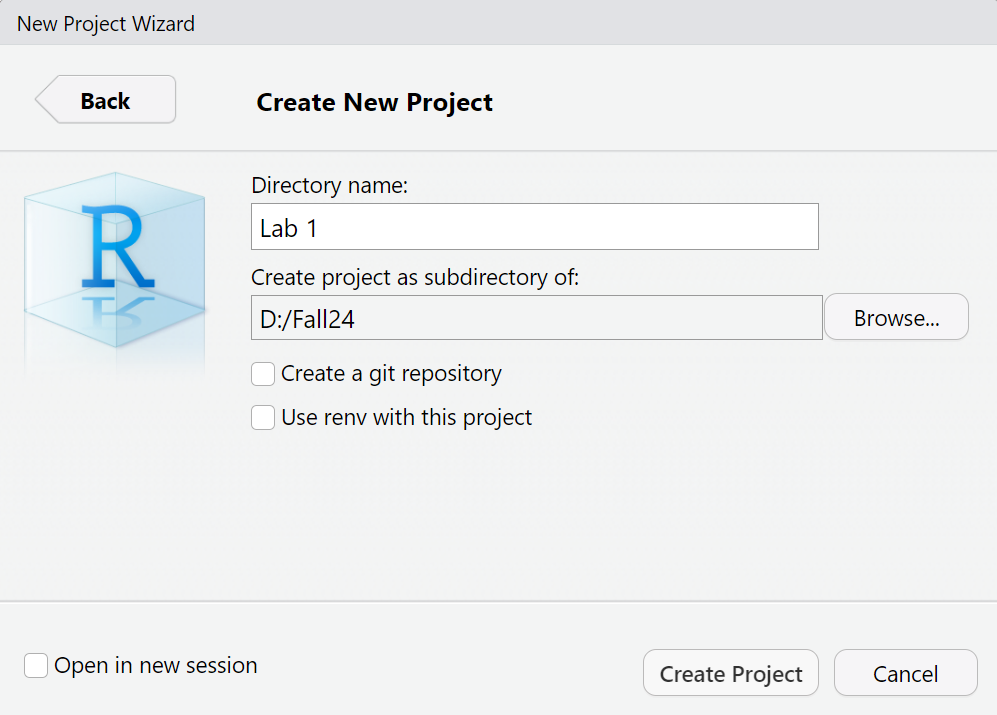 New Project Wizard
Back
Create New Project
R
Directory name:
Lab 1
Create project as subdirectory of:
D:/Fall24
Browse...
Create a git repository
Use renv with this project
Open in new session
Create Project
Cancel